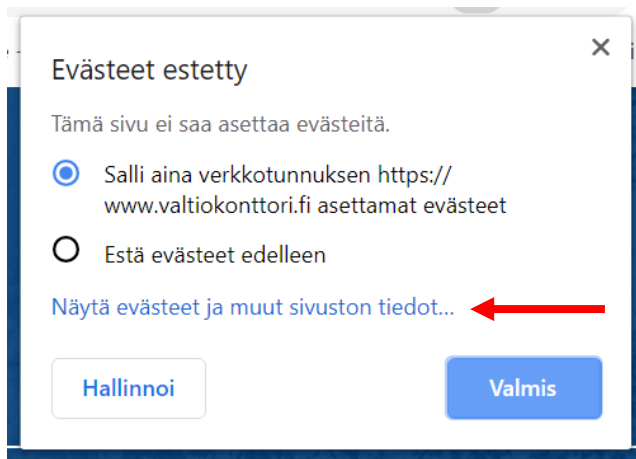 Evästeet estetty
Tämä sivu ei saa asettaa evästeitä.
Salli aina verkkotunnuksen https://
www.valtiokonttori.fi asettamat evästeet
Estä evästeet edelleen
Näytä evästeet ja muut sivuston tiedot...
Hallinnoi
Valmis